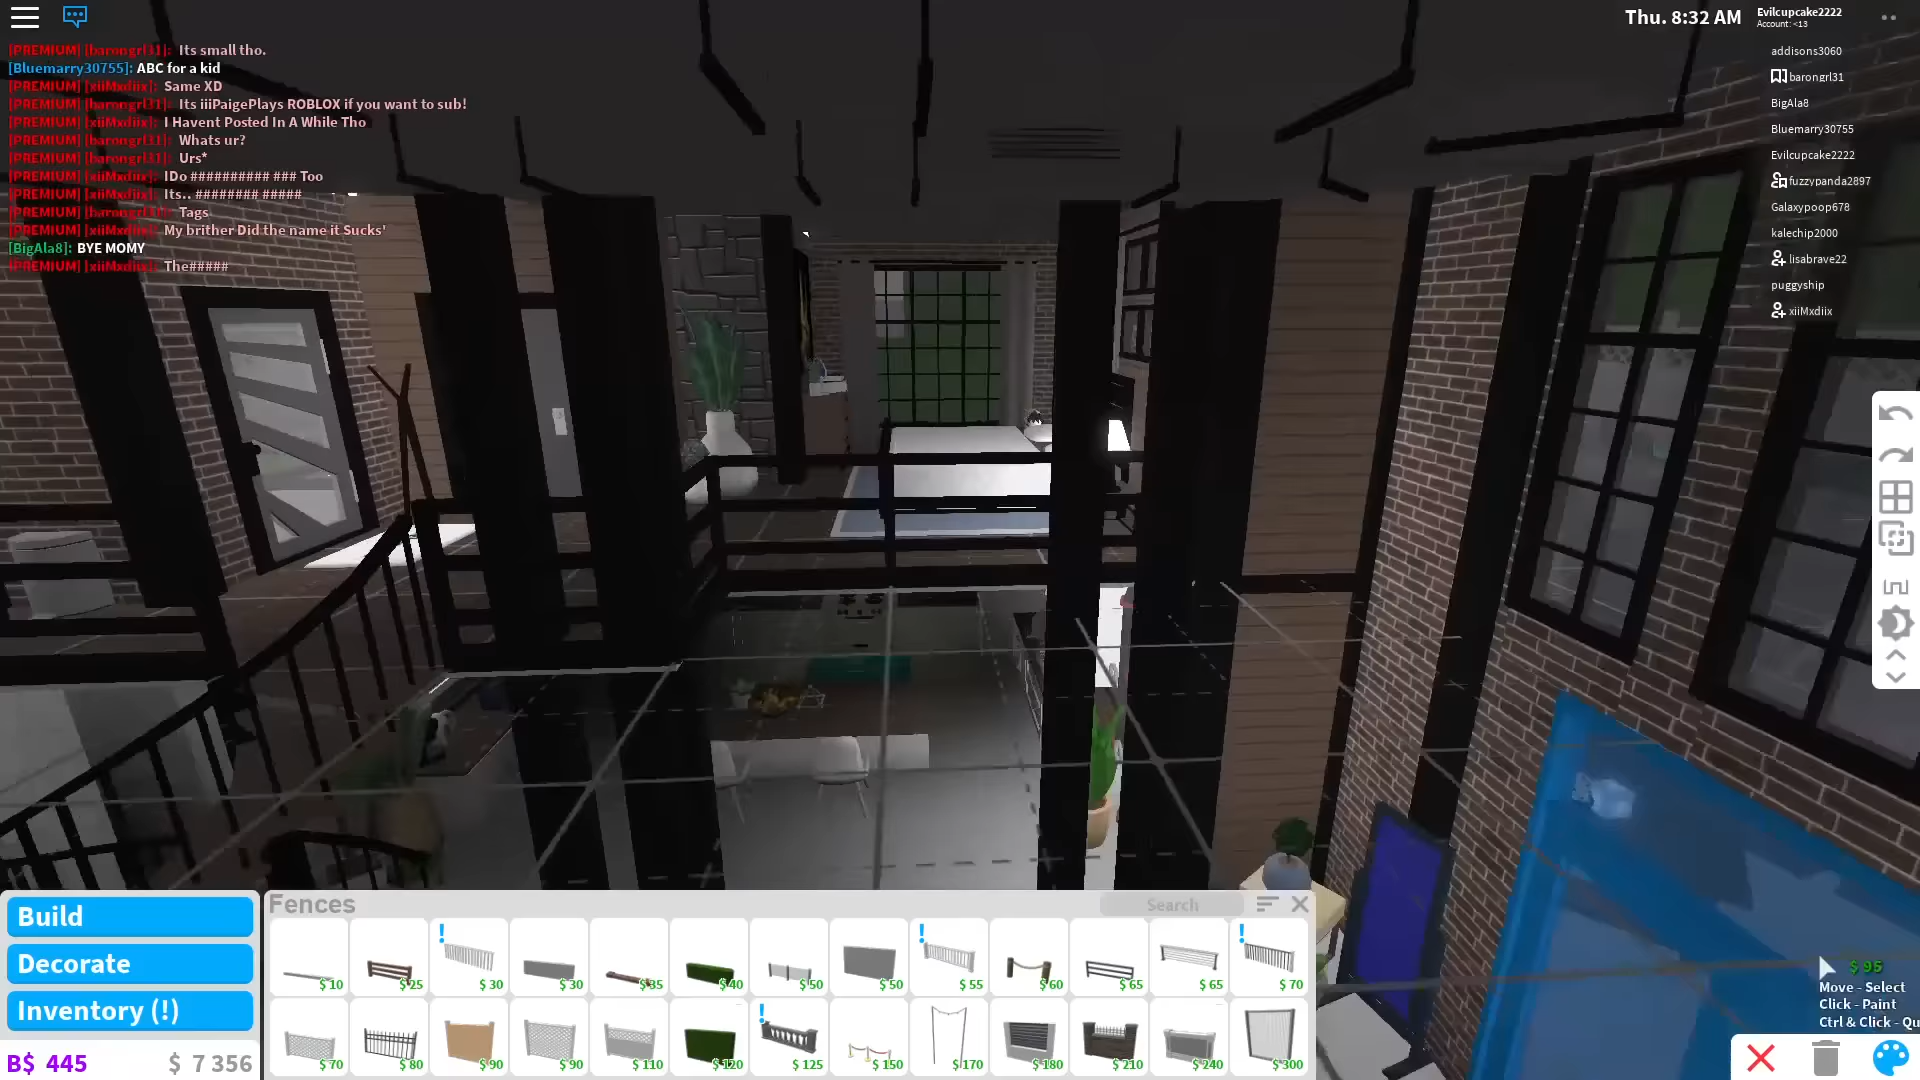 Thu. 8:32 AM
Evilcupcake2222
Account: <13
[PREMIUM] [barongrl31]: Its small tho.
[Bluemarry30755]: ABC for a kid
[PREMIUM] [xiiMxdiix]: Same XD
[PREMIUM] [barongrl31]: Its iiiPaigePlays ROBLOX if you want to sub!
[PREMIUM] [xiiMxdiix]: I Havent Posted In A While Tho
[PREMIUM] [barongrl31]: Whats ur?
[PREMIUM] [barongrl31]: Urs*
[PREMIUM] [xiiMxdiix]: IDo ########## ### Too
[PREMIUM] [xiiMxdiix]: Its.. ######## #####
[PREMIUM] [barongrl31]: Tags
[PREMIUM] [xiiMxdiix]: My brither Did the name it Sucks'
[BigAla8]: BYE MOMY
[PREMIUM] [xiiMxdiix]: The#####
addisons3060
barongrl31
BigAla8
Bluemarry30755
Evilcupcake2222
fuzzypanda2897
Galaxypoop678
kalechip2000
lisabrave22
puggyship
xiiMxdiix
Build
Decorate
Inventory (!)
B$ 445 $ 7 356
Fences
Search
$ 10 $ 25 $ 30 $ 30 $ 35 $ 40 $ 50 $ 50 $ 55 $ 60 $ 65 $ 65 $ 70
$ 70 $ 80 $ 90 $ 90 $ 110 $ 120 $ 125 $ 150 $ 170 $ 180 $ 210 $ 240 $ 300
$ 95
Move - Select
Click - Paint
Ctrl & Click - Qu